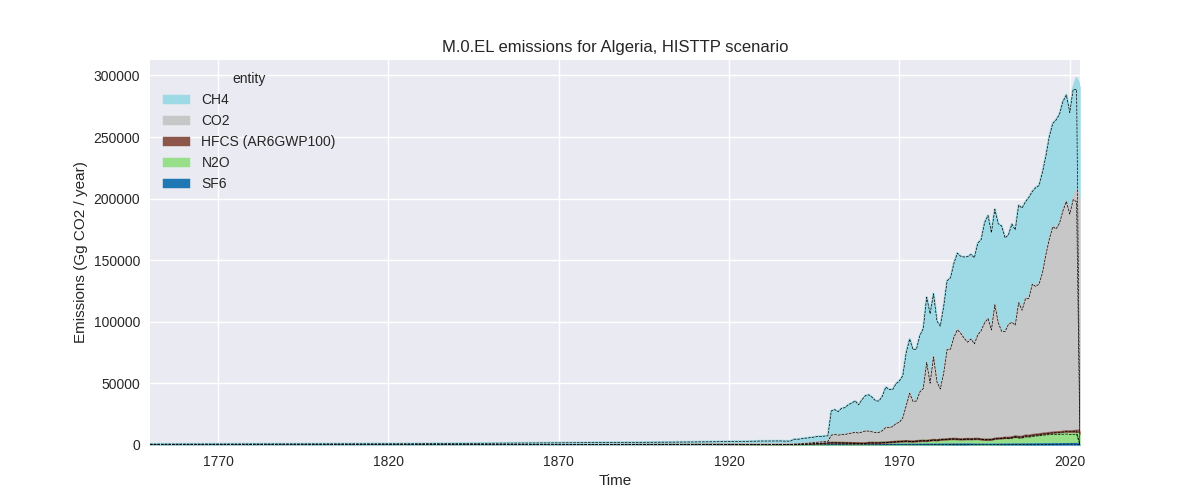 M.0.EL emissions for Algeria, HISTTP scenario
300000
250000
200000
150000
100000
50000
0
Emissions (Gg CO2 / year)
entity
CH4
CO2
HFCS (AR6GWP100)
N2O
SF6
1770
1820
1870
1920
1970
2020
Time